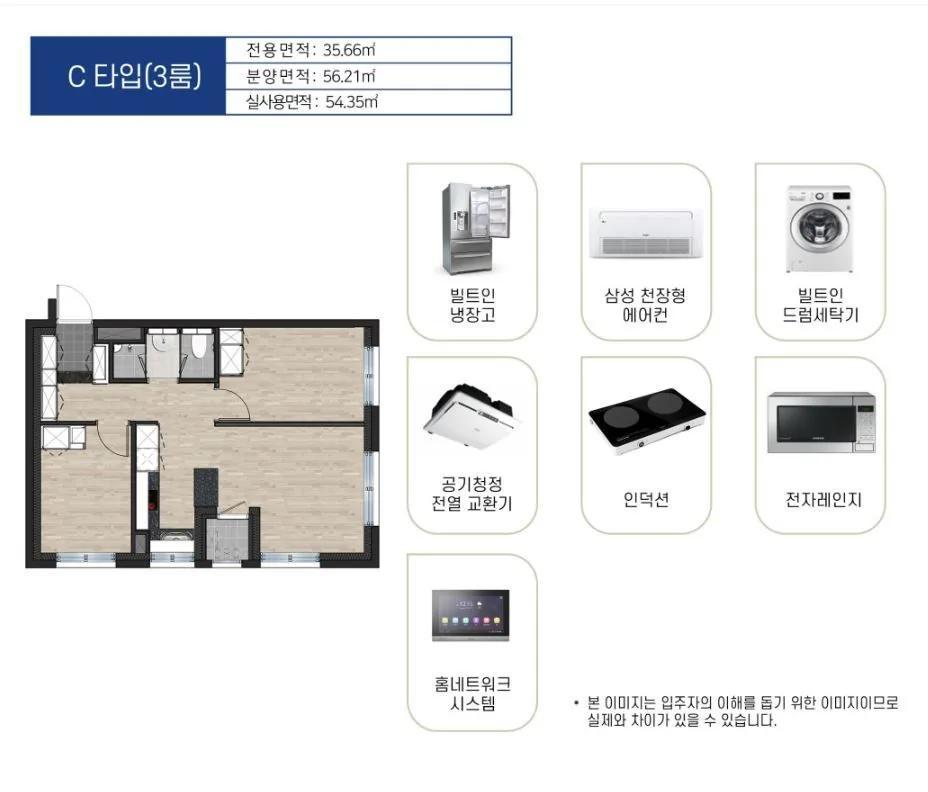 C 타입(3룸)
전용면적: 35.66㎡
분양면적: 56.21㎡
실사용면적: 54.35㎡
빌트인
냉장고
삼성 천장형
에어컨
빌트인
드럼세탁기
공기청정
전열 교환기
인덕션
전자레인지
홈네트워크
시스템
• 본 이미지는 입주자의 이해를 돕기 위한 이미지이므로
실제와 차이가 있을 수 있습니다.